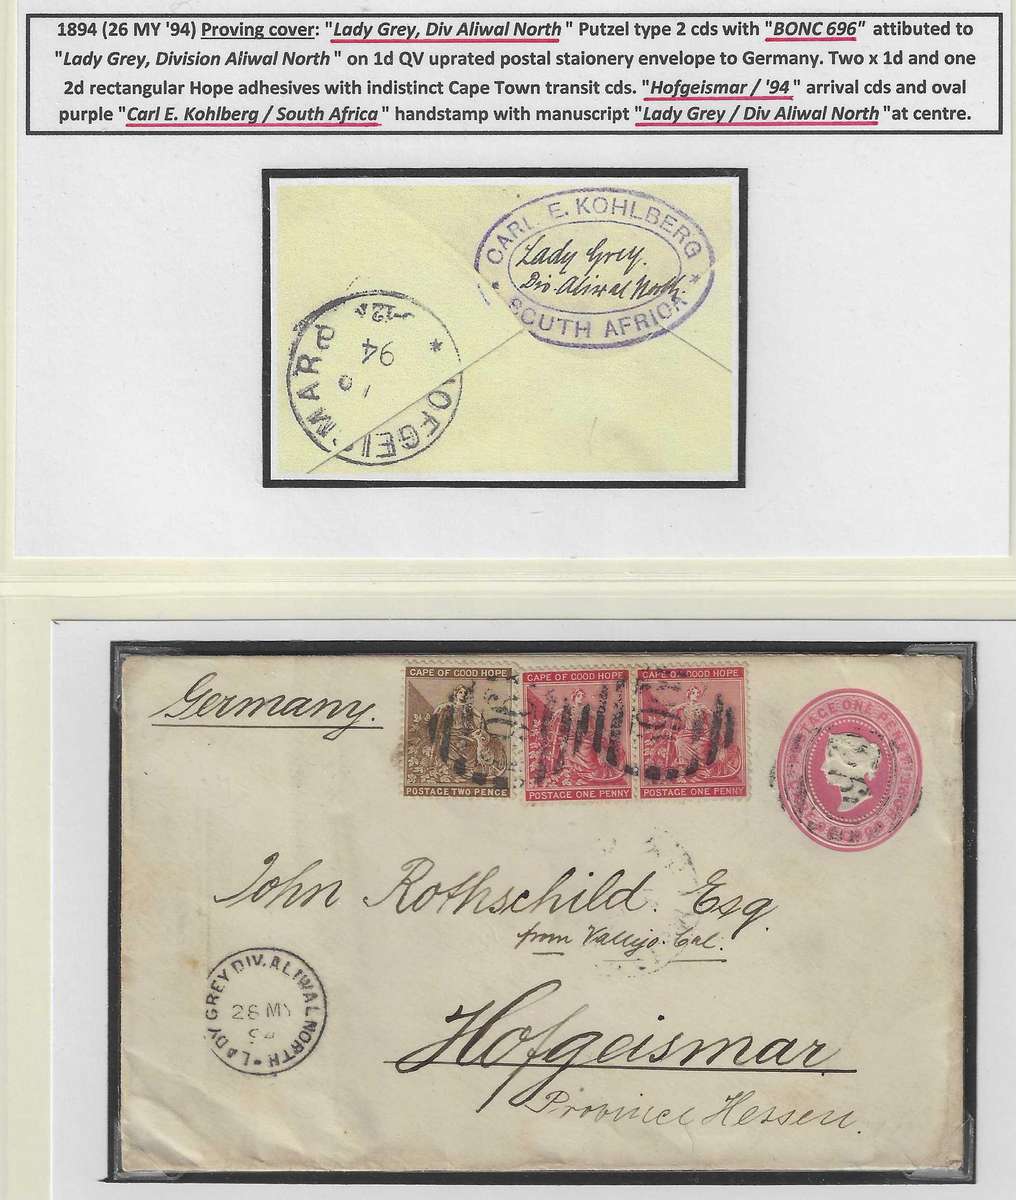 1894 (26 MY '94) Proving cover: "Lady Grey, Div Aliwal North" Putzel type 2 cds with "BONC 696" attibuted to
"Lady Grey, Division Aliwal North" on 1d QV uprated postal staionery envelope to Germany. Two x 1d and one
2d rectangular Hope adhesives with indistinct Cape Town transit cds. "Hofgeismar / '94" arrival cds and oval
purple "Carl E. Kohlberg / South Africa" handstamp with manuscript "Lady Grey / Div Aliwal North" at centre.
* CARL E. KOHLBERG *
Lady Grey.
Div. Aliwal North.
SOUTH AFRICA
94
HOFGEISMAR
*
Germany.
CAPE OF GOOD HOPE
POSTAGE TWO PENCE
CAPE OF GOOD HOPE
POSTAGE ONE PENNY
CAPE OF GOOD HOPE
POSTAGE ONE PENNY
696
John Rothschild. Esq.
from Vallejo. Cal.
LADY GREY DIV. ALIWAL NORTH
26 MY
94
Hofgeismar.
Province Hessen.